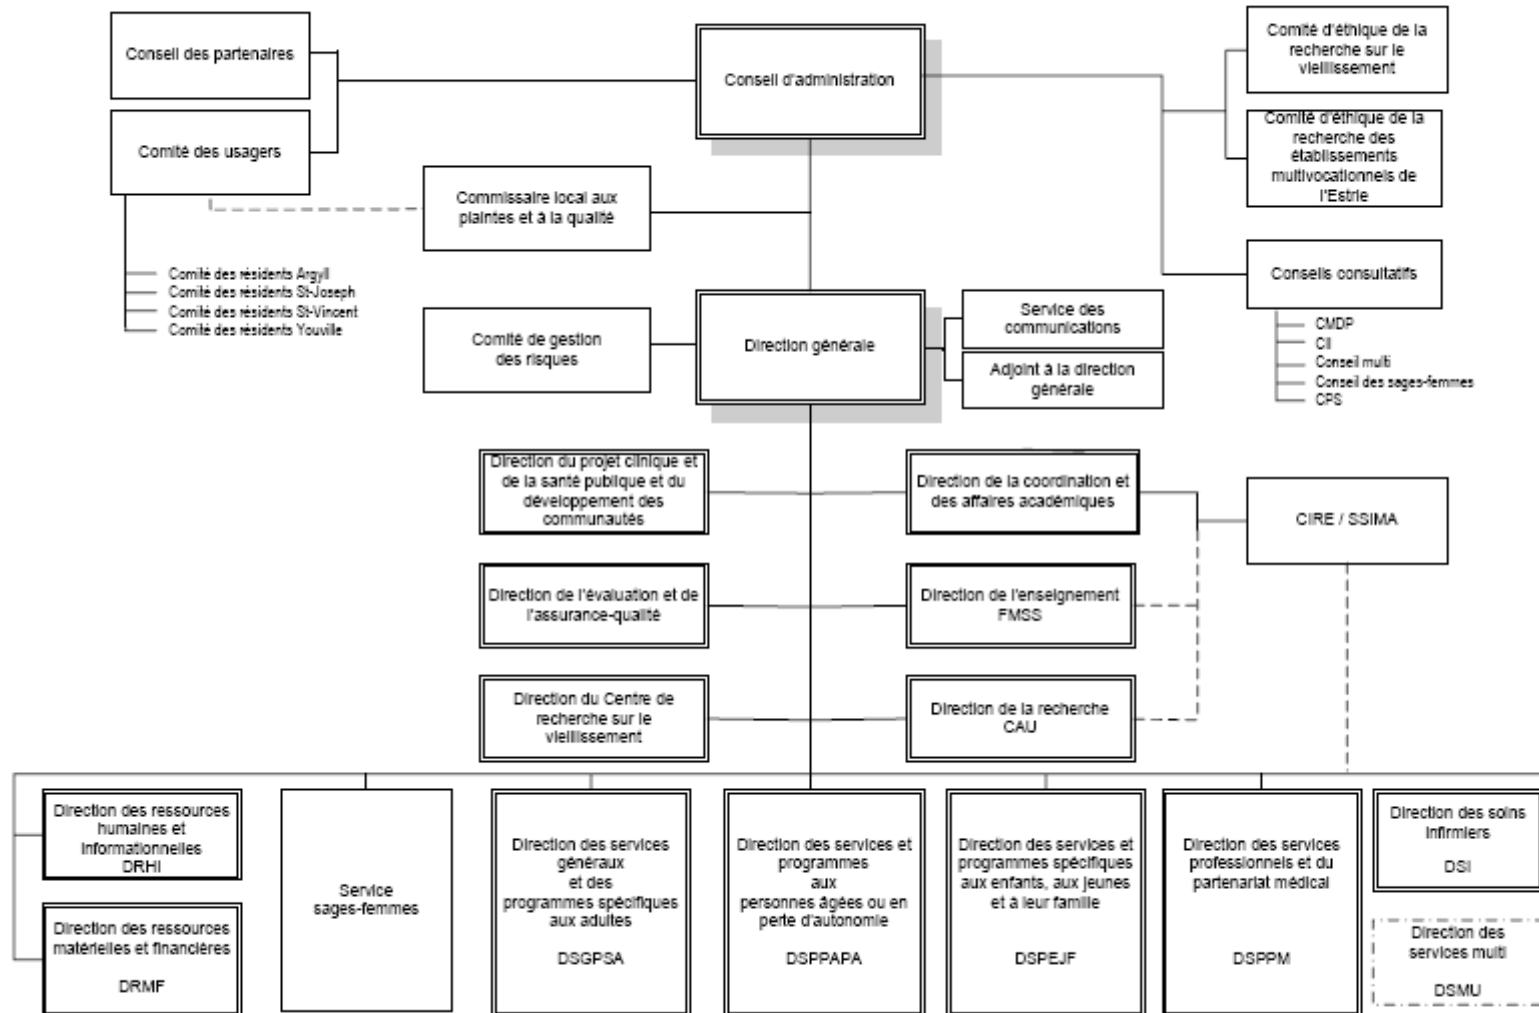 Conseil des partenaires
Conseil d'administration
Comité d'éthique de la
recherche sur le
vieillissement
Comité des usagers
Comité d'éthique de la
recherche des
établissements
multivocationnels de
l'Estrie
Commissaire local aux
plaintes et à la qualité
Comité des résidents Argyll
Comité des résidents St-Joseph
Comité des résidents St-Vincent
Comité des résidents Youville
Conseils consultatifs
CMDP
CII
Conseil multi
Conseil des sages-femmes
CPS
Comité de gestion
des risques
Direction générale
Service des
communications
Adjoint à la direction
générale
Direction du projet clinique et
de la santé publique et du
développement des
communautés
Direction de la coordination et
des affaires académiques
CIRE / SSIMA
Direction de l'évaluation et de
l'assurance-qualité
Direction de l'enseignement
FMSS
Direction du Centre de
recherche sur le
vieillissement
Direction de la recherche
CAU
Direction des ressources
humaines et
informationnelles
DRHI
Direction des ressources
matérielles et financières
DRMF
Service
sages-femmes
Direction des services
généraux
et des
programmes spécifiques
aux adultes
DSGPSA
Direction des services et
programmes
aux
personnes âgées ou en
perte d'autonomie
DSPPAPA
Direction des services et
programmes spécifiques
aux enfants, aux jeunes
et à leur famille
DSPEJF
Direction des services
professionnels et du
partenariat médical
DSPPM
Direction des soins
infirmiers
DSI
Direction des
services multi
DSMU